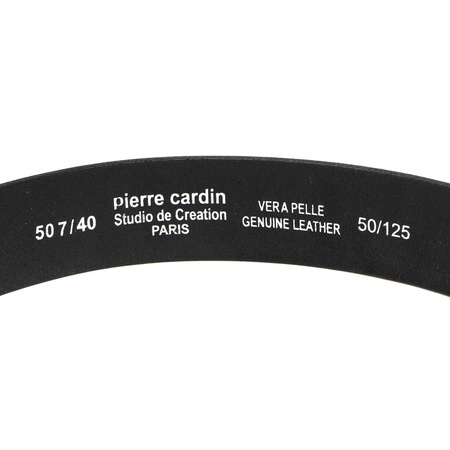 50 7/40
pierre cardin
Studio de Creation
PARIS
VERA PELLE
GENUINE LEATHER
50/125